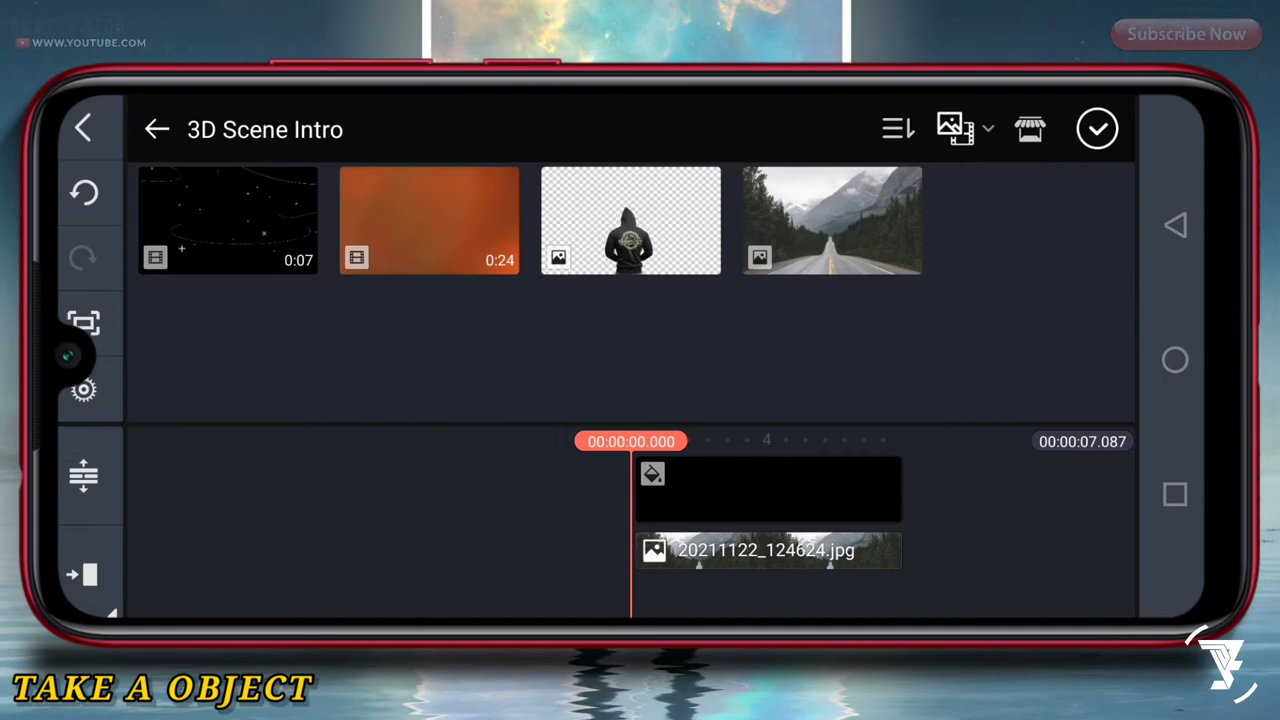 WWW.YOUTUBE.COM
Subscribe Now
3D Scene Intro
0:07
0:24
00:00:00.000
4
00:00:07.087
20211122_124624.jpg
TAKE A OBJECT